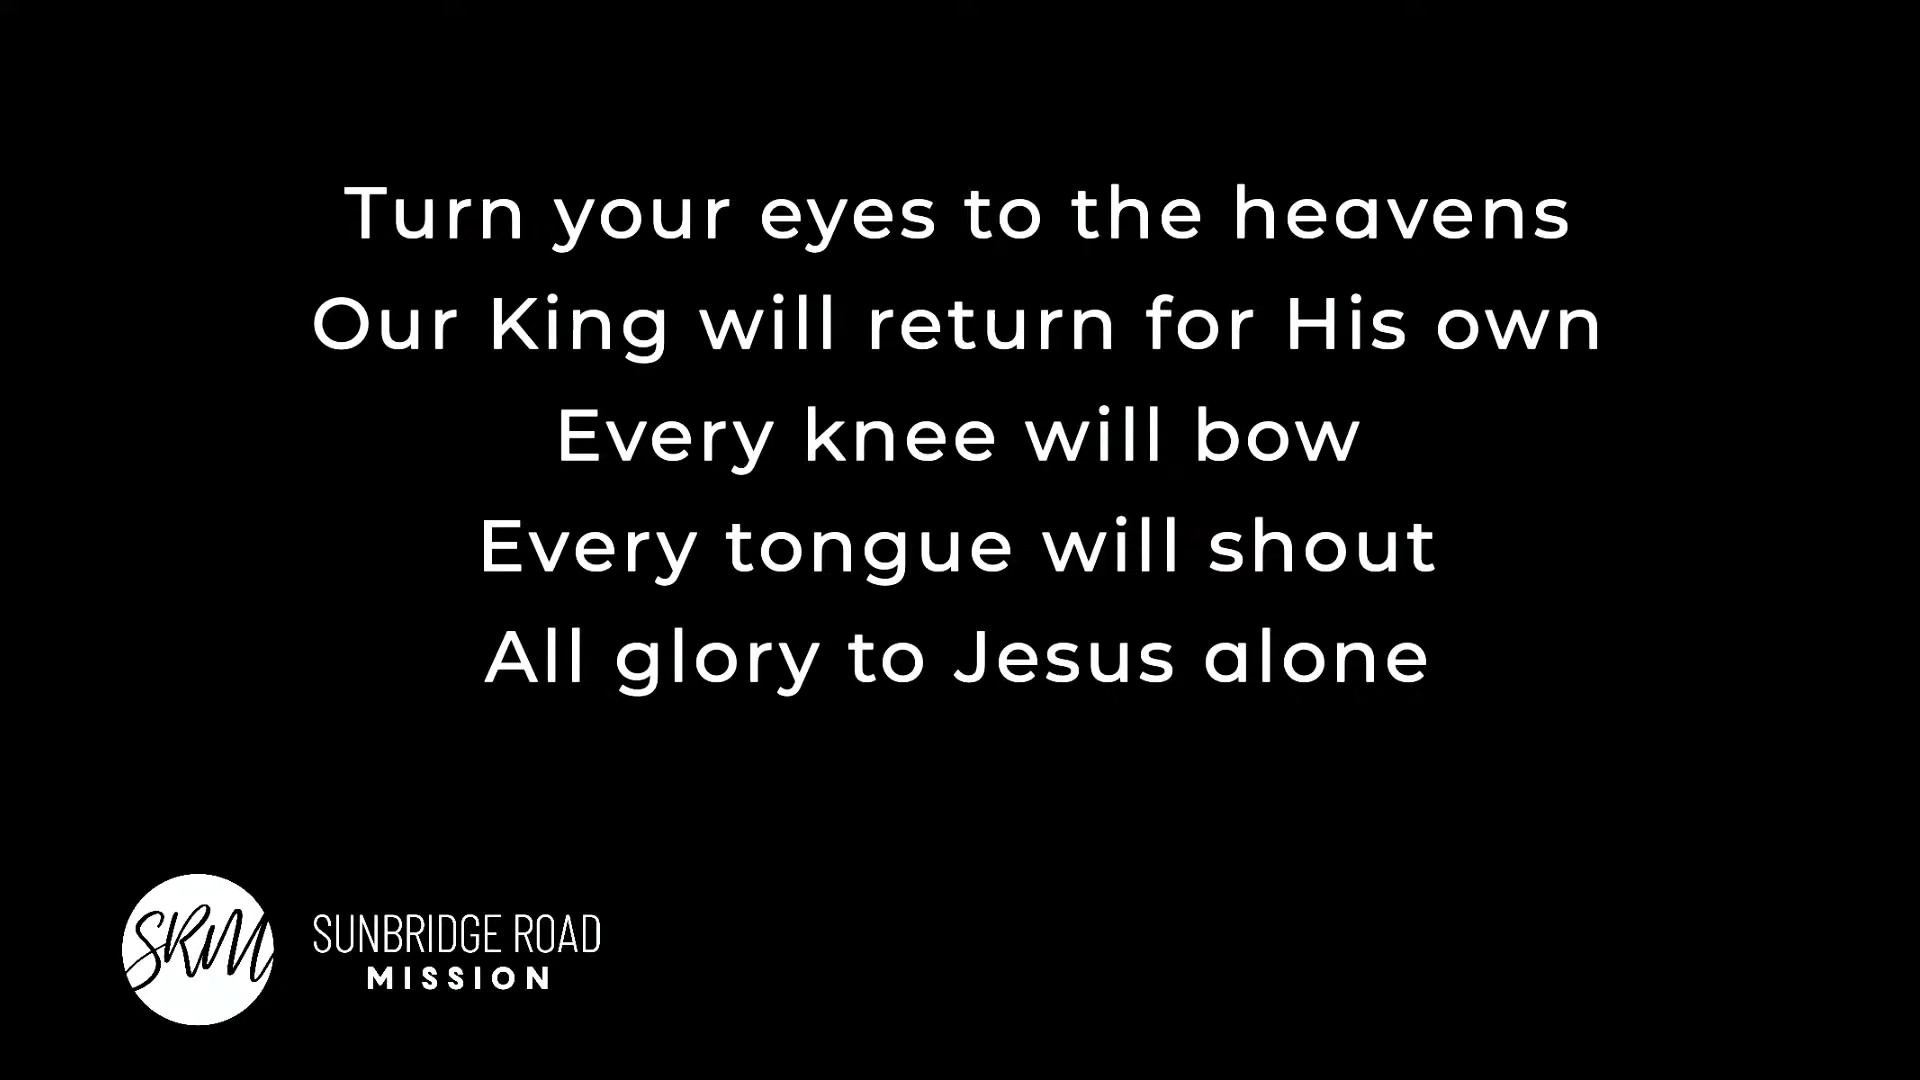 Turn your eyes to the heavens
Our King will return for His own
Every knee will bow
Every tongue will shout
All glory to Jesus alone
SRM
SUNBRIDGE ROAD
MISSION